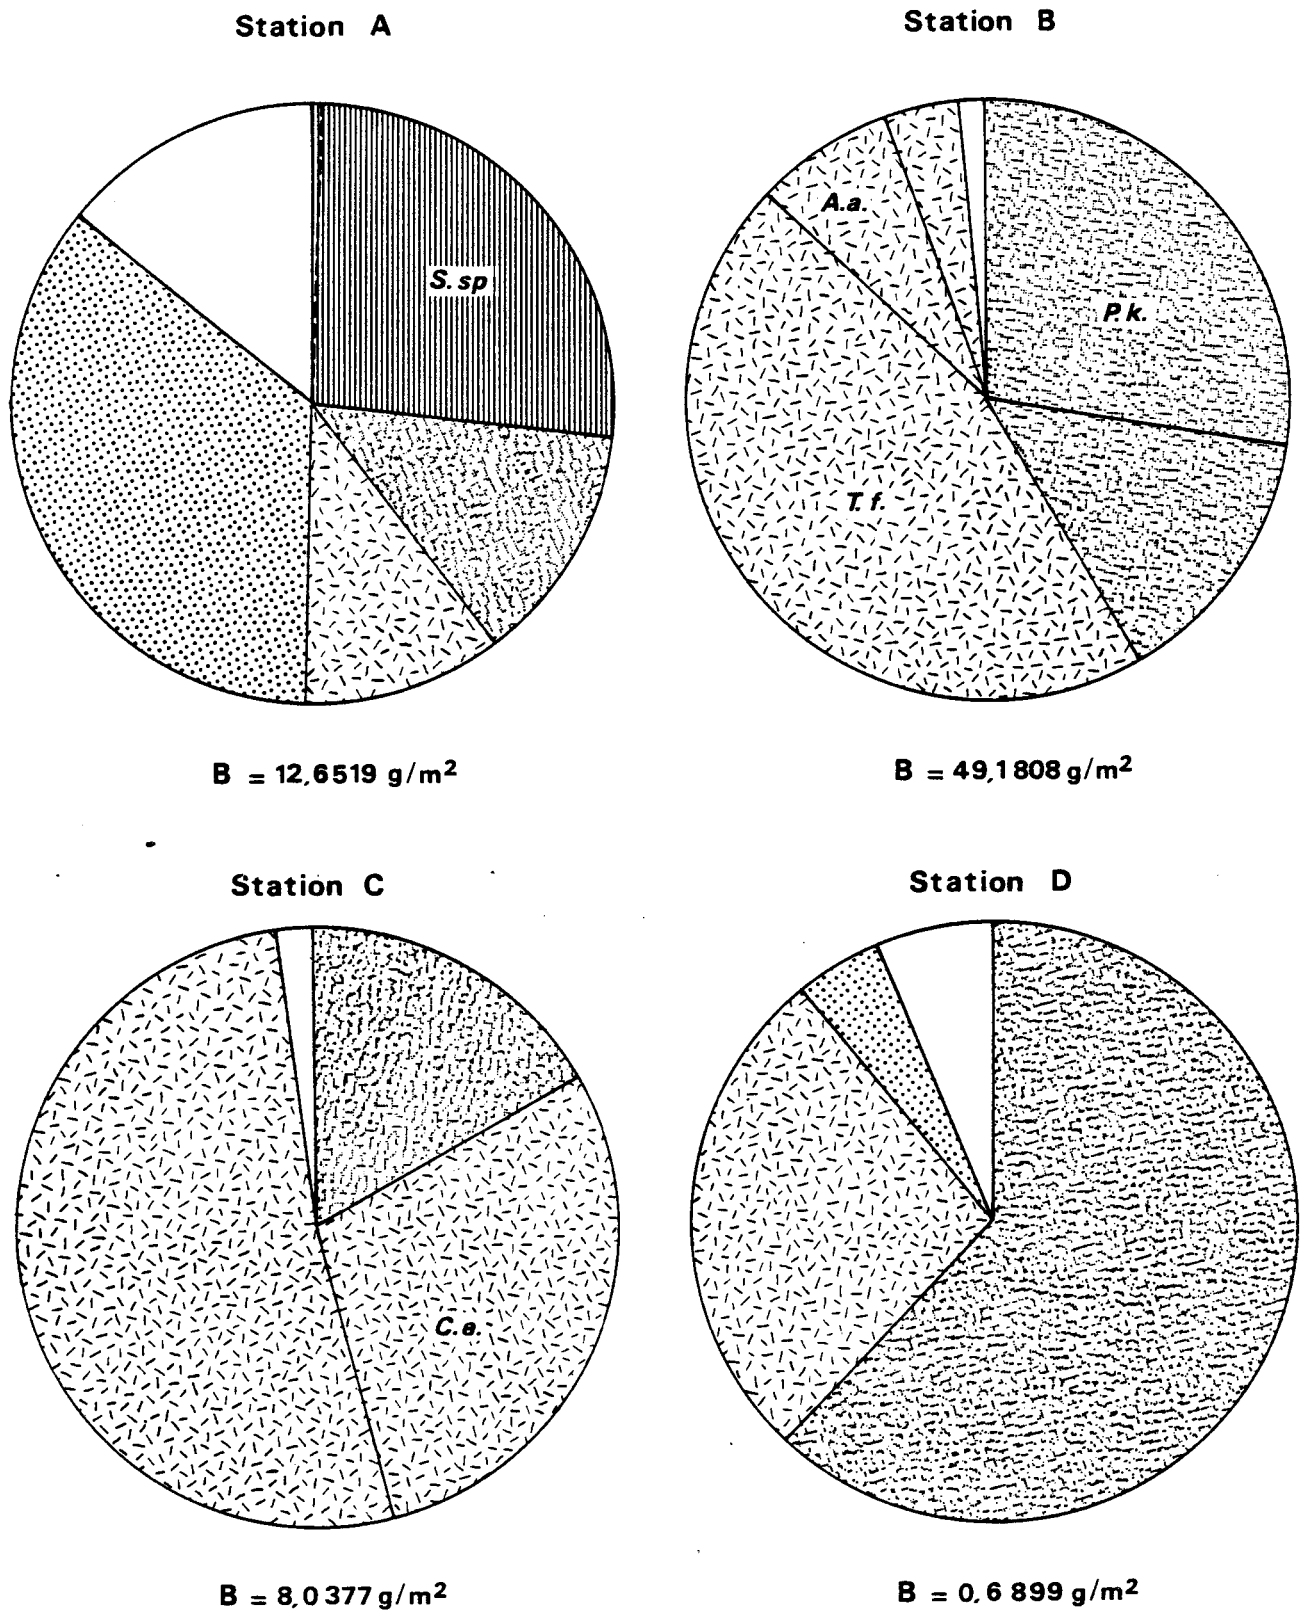 Station A
Station B
S. sp
A.a.
P.k.
T. f.
B = 12,6519 g/m²
B = 49,1808 g/m²
Station C
Station D
C.e.
B = 8,0377 g/m²
B = 0,6899 g/m²